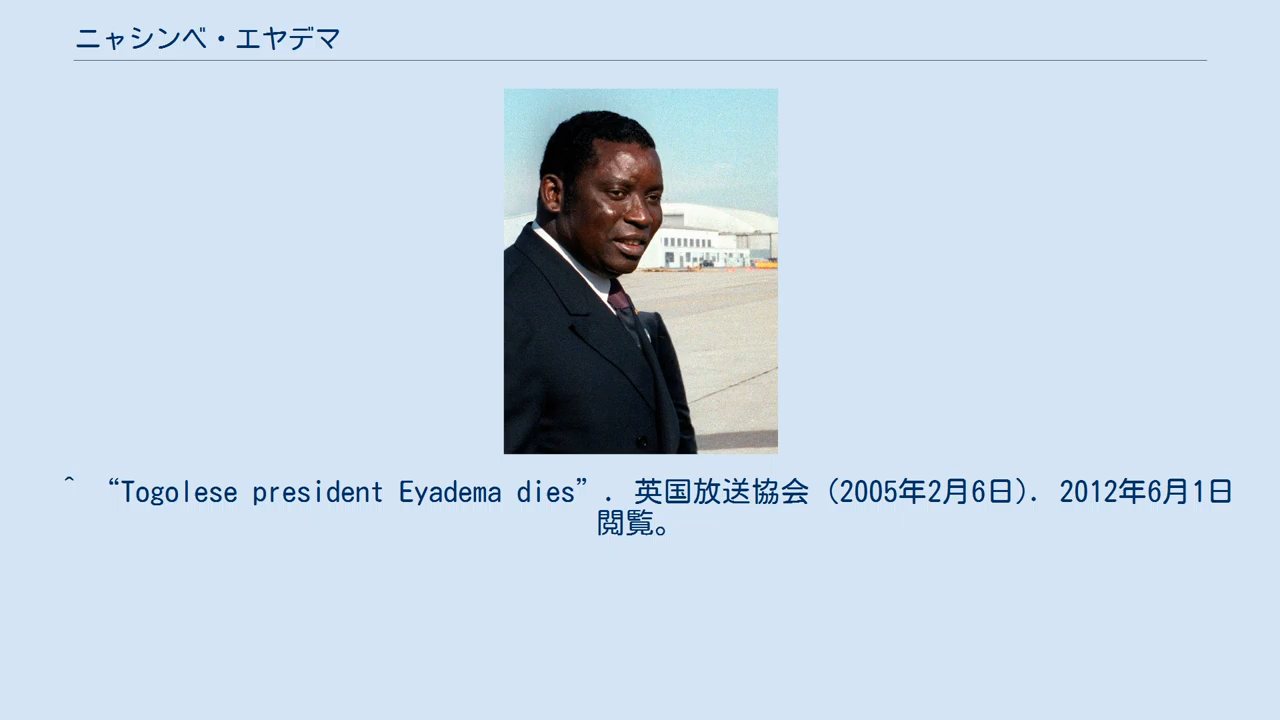 ニャシンベ・エヤデマ
^ “Togolese president Eyadema dies”. 英国放送協会 (2005年2月6日). 2012年6月1日
閲覧。